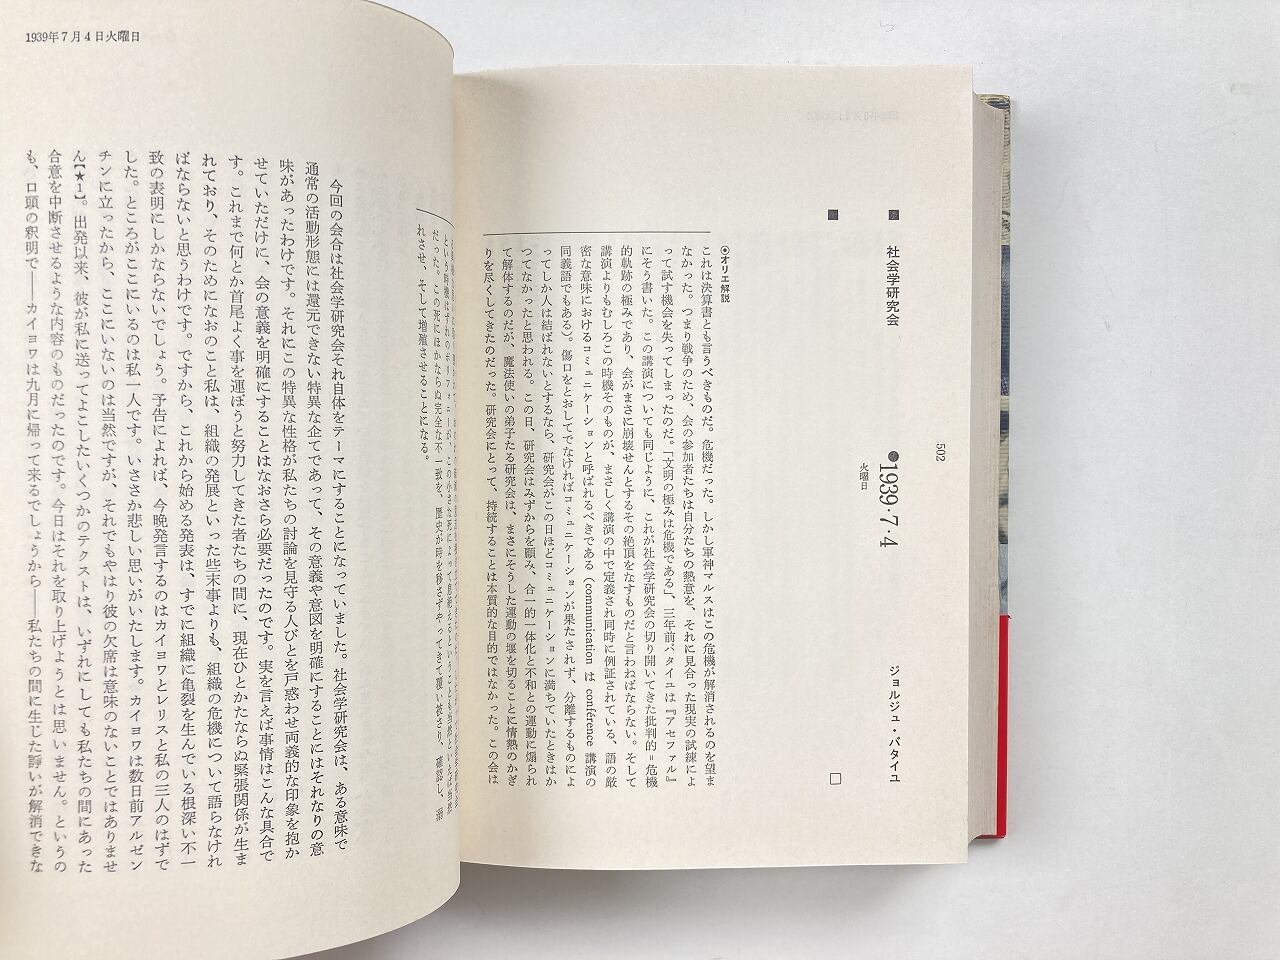 502
●1939・7・4
火曜日
社会学研究会
ジョルジュ・バタイユ
◉オリエ解説
これは決算書とも言うべきものだ。危機だった。しかし軍神マルスはこの危機が解消されるのを望ま
なかった。つまり戦争のため、会の参加者たちは自分たちの熱意を、それに見合った現実の試練によ
って試す機会を失ってしまったのだ。「文明の極みは危機である」、三年前バタイユは『アセファル』
にそう書いた。この講演についても同じように、これが社会学研究会の切り開いてきた批判的=危機
的軌跡の極みであり、会がまさに崩壊せんとするその絶頂をなすものだと言わねばならない。そして
講演よりもむしろこの時機そのものが、まさしく講演の中で定義され同時に例証されている、語の厳
密な意味におけるコミュニケーションと呼ばれるべきである(communication は conférence 講演の
同義語でもある)。傷口をとおしてでなければコミュニケーションが果たされず、分離するものによ
ってしか人は結ばれないとするなら、研究会がこの日ほどコミュニケーションに満ちていたときはか
つてなかったと思われる。この日、研究会はみずからを顧み、合一的一体化と不和との運動に煽られ
て解体するのだが、魔法使いの弟子たる研究会は、まさにそうした運動の堰を切ることに情熱のかぎ
りを尽くしてきたのだった。研究会にとって、持続することは本質的な目的ではなかった。この会は
だった。この死にほかならぬ完全な不一致を、歴史が時を移さずやってきて覆い被さり、確認し、溺
れさせ、そして増殖させることになる。
1939年7月4日火曜日
今回の会合は社会学研究会それ自体をテーマにすることになっていました。社会学研究会は、ある意味で
通常の活動形態には還元できない特異な企てであって、その意義や意図を明確にすることにはそれなりの意
味があったわけです。それにこの特異な性格が私たちの討論を見守る人びとを戸惑わせ両義的な印象を抱か
せていただけに、会の意義を明確にすることはなおさら必要だったのです。実を言えば事情はこんな具合で
す。これまで何とか首尾よく事を運ぼうと努力してきた者たちの間に、現在ひとかたならぬ緊張関係が生ま
れており、そのためになおのこと私は、組織の発展といった些末事よりも、組織の危機について語らなけれ
ばならないと思うわけです。ですから、これから始める発表は、すでに組織に亀裂を生んでいる根深い不一
致の表明にしかならないでしょう。予告によれば、今晩発言するのはカイヨワとレリスと私の三人のはずで
した。ところがここにいるのは私一人です。いささか悲しい思いがいたします。カイヨワは数日前アルゼン
チンに立ったから、ここにいないのは当然ですが、それでもやはり彼の欠席は意味のないことではありませ
ん【★1】。出発以来、彼が私に送ってよこしたいくつかのテクストは、いずれにしても私たちの間にあった
合意を中断させるような内容のものだったのです。今日はそれを取り上げようとは思いません。というの
も、口頭の釈明で――カイヨワは九月に帰って来るでしょうから――私たちの間に生じた諍いが解消できな